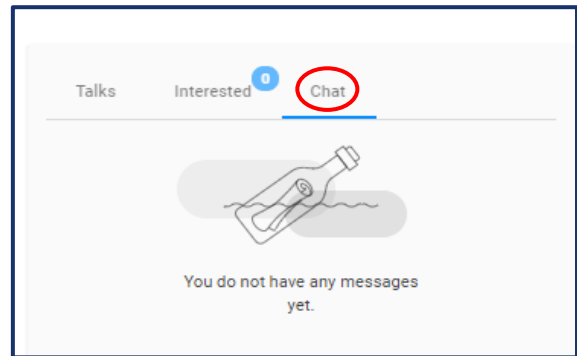 Talks Interested 0 Chat
You do not have any messages
yet.